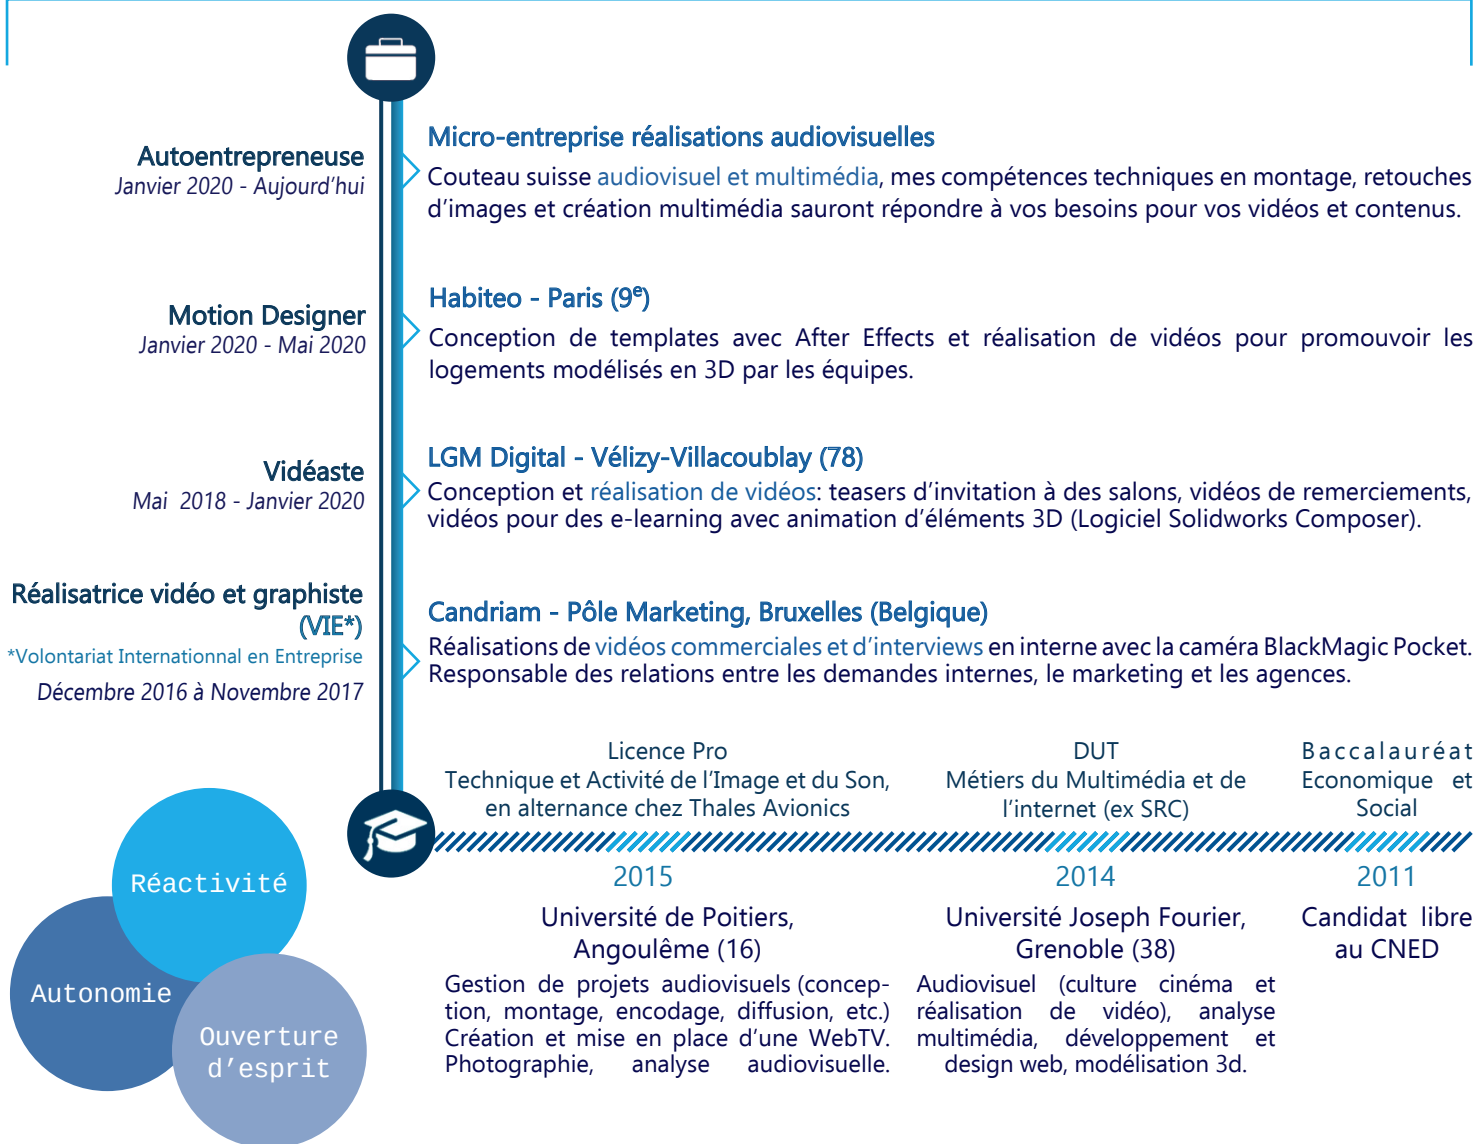 Autoentrepreneuse
Janvier 2020 - Aujourd’hui
Micro-entreprise réalisations audiovisuelles
Couteau suisse audiovisuel et multimédia, mes compétences techniques en montage, retouches
d’images et création multimédia sauront répondre à vos besoins pour vos vidéos et contenus.
Motion Designer
Janvier 2020 - Mai 2020
Habiteo - Paris (9ᵉ)
Conception de templates avec After Effects et réalisation de vidéos pour promouvoir les
logements modélisés en 3D par les équipes.
Vidéaste
Mai 2018 - Janvier 2020
LGM Digital - Vélizy-Villacoublay (78)
Conception et réalisation de vidéos: teasers d’invitation à des salons, vidéos de remerciements,
vidéos pour des e-learning avec animation d’éléments 3D (Logiciel Solidworks Composer).
Réalisatrice vidéo et graphiste
(VIE*)
*Volontariat Internationnal en Entreprise
Décembre 2016 à Novembre 2017
Candriam - Pôle Marketing, Bruxelles (Belgique)
Réalisations de vidéos commerciales et d’interviews en interne avec la caméra BlackMagic Pocket.
Responsable des relations entre les demandes internes, le marketing et les agences.
Licence Pro
Technique et Activité de l’Image et du Son,
en alternance chez Thales Avionics
2015
Université de Poitiers,
Angoulême (16)
Gestion de projets audiovisuels (concep-
tion, montage, encodage, diffusion, etc.)
Création et mise en place d’une WebTV.
Photographie, analyse audiovisuelle.
DUT
Métiers du Multimédia et de
l’internet (ex SRC)
2014
Université Joseph Fourier,
Grenoble (38)
Audiovisuel (culture cinéma et
réalisation de vidéo), analyse
multimédia, développement et
design web, modélisation 3d.
Baccalauréat
Economique et
Social
2011
Candidat libre
au CNED
Réactivité
Autonomie
Ouverture
d’esprit